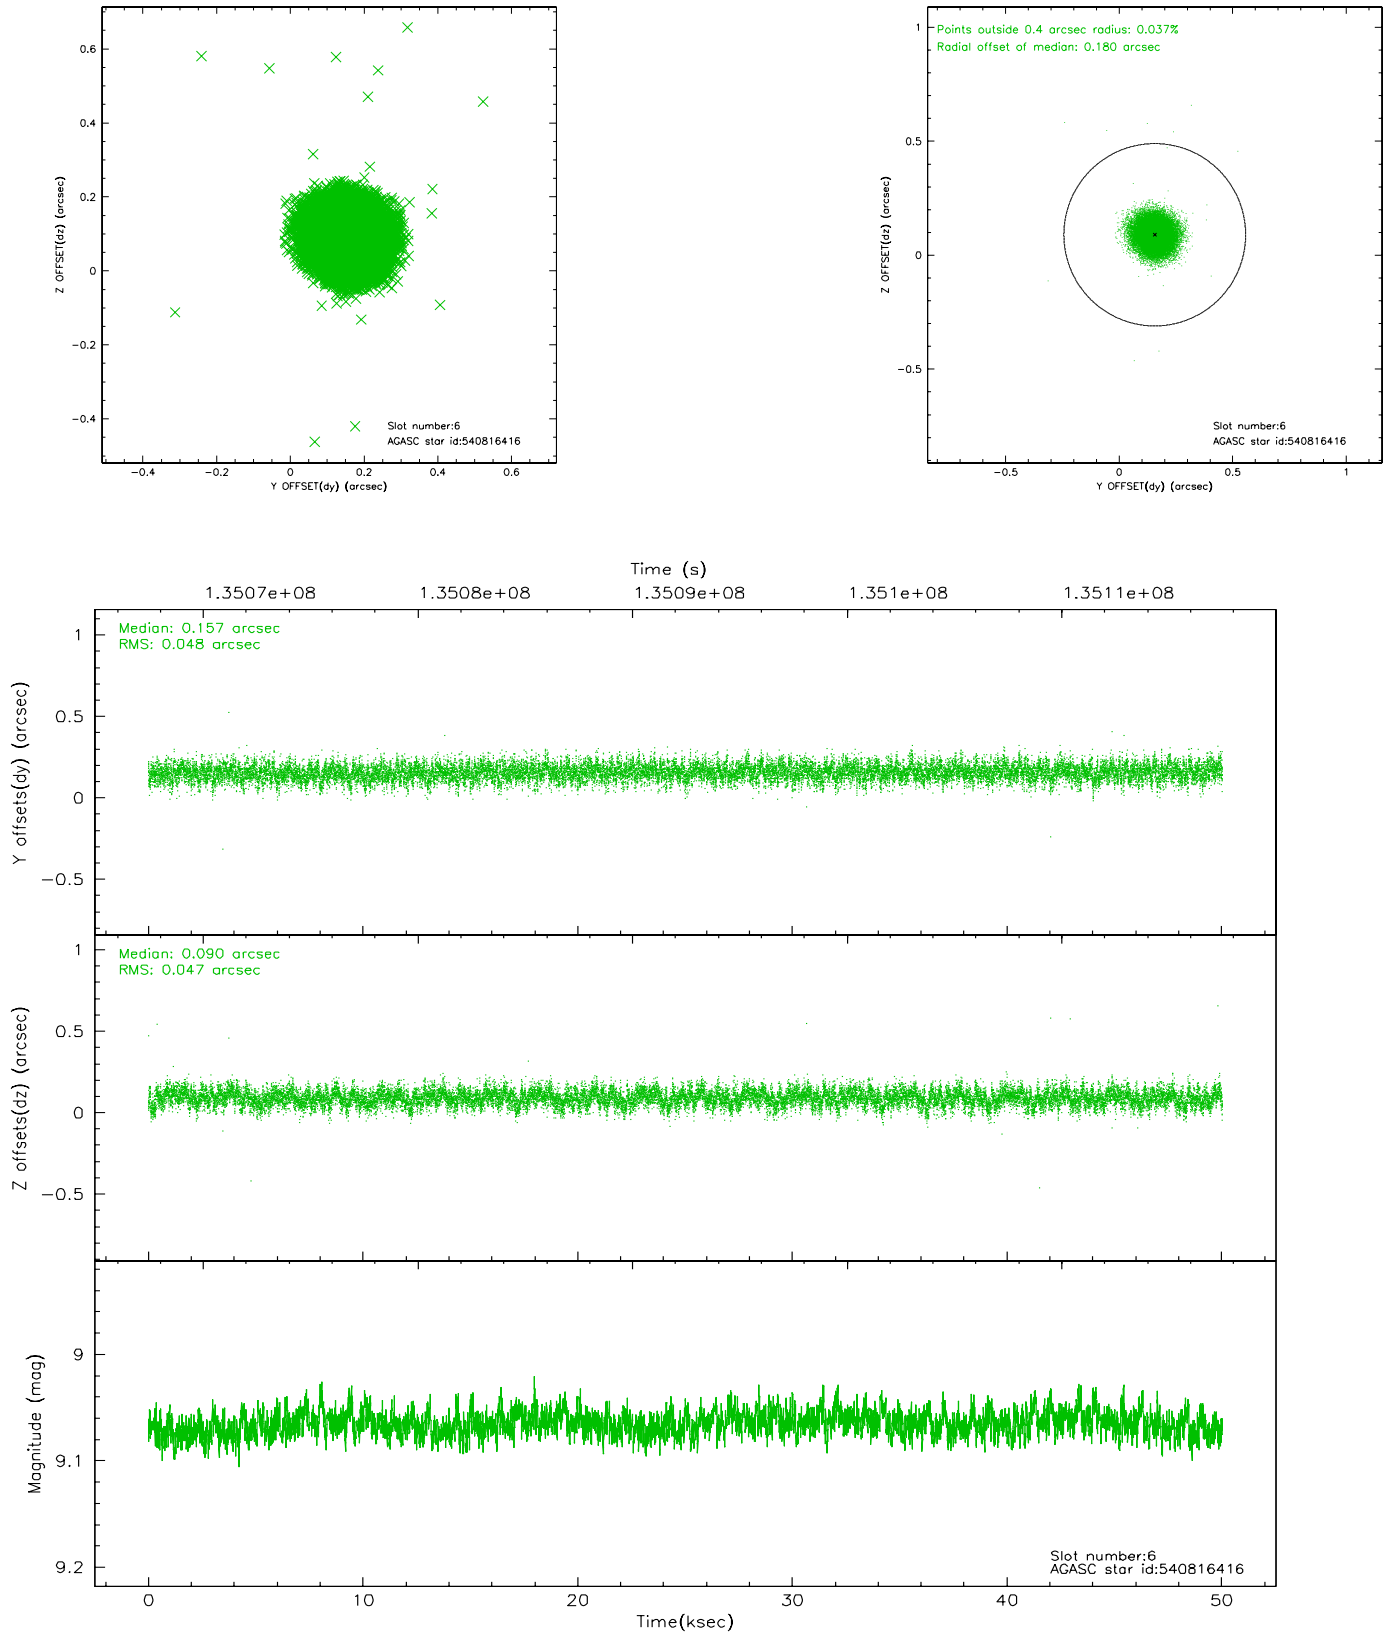 0.6
0.4
0.2
0
-0.2
-0.4
Z OFFSET(dz) (arcsec)
-0.4 -0.2 0 0.2 0.4 0.6
Y OFFSET(dy) (arcsec)
Slot number:6
AGASC star id:540816416
Points outside 0.4 arcsec radius: 0.037%
Radial offset of median: 0.180 arcsec
1
0.5
0
-0.5
Z OFFSET(dz) (arcsec)
-0.5 0 0.5 1
Y OFFSET(dy) (arcsec)
Slot number:6
AGASC star id:540816416
Time (s)
1.3507e+08 1.3508e+08 1.3509e+08 1.351e+08 1.3511e+08
Median: 0.157 arcsec
RMS: 0.048 arcsec
1
0.5
0
-0.5
Y offsets(dy) (arcsec)
Median: 0.090 arcsec
RMS: 0.047 arcsec
1
0.5
0
-0.5
Z offsets(dz) (arcsec)
9
9.1
9.2
Magnitude (mag)
Slot number:6
AGASC star id:540816416
0 10 20 30 40 50
Time(ksec)